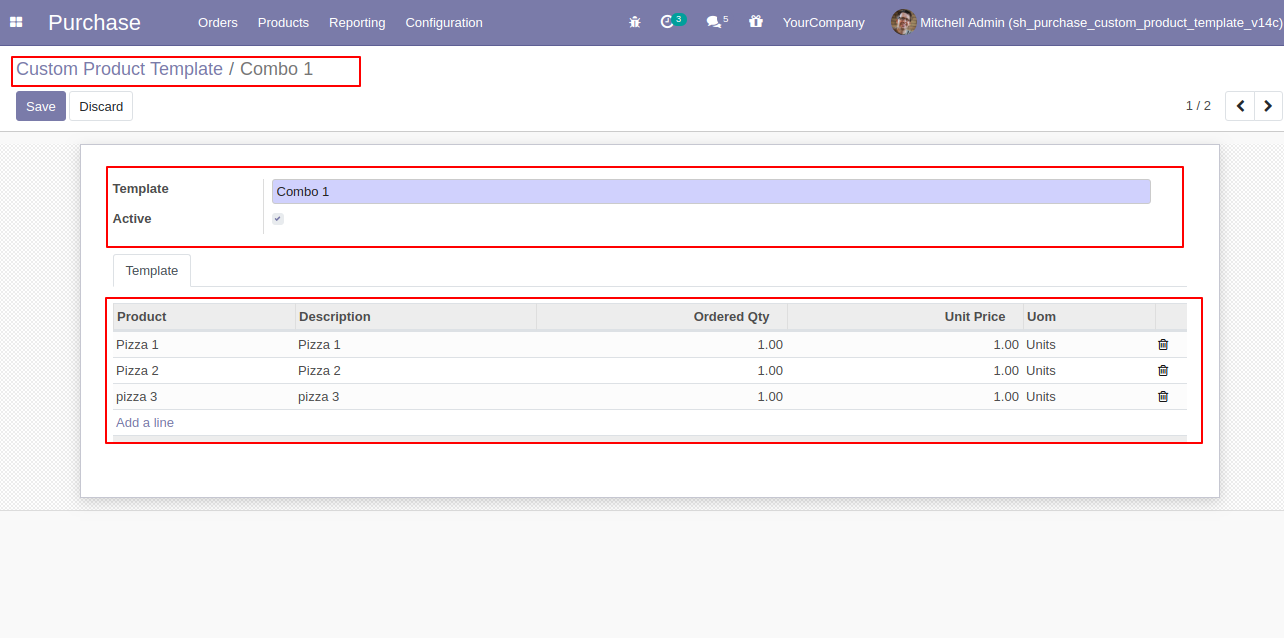 Purchase Orders Products Reporting Configuration 3 5 YourCompany Mitchell Admin (sh_purchase_custom_product_template_v14c)
Custom Product Template / Combo 1
Save Discard 1 / 2
Template Combo 1
Active
Template
Product Description Ordered Qty Unit Price Uom
Pizza 1 Pizza 1 1.00 1.00 Units
Pizza 2 Pizza 2 1.00 1.00 Units
pizza 3 pizza 3 1.00 1.00 Units
Add a line